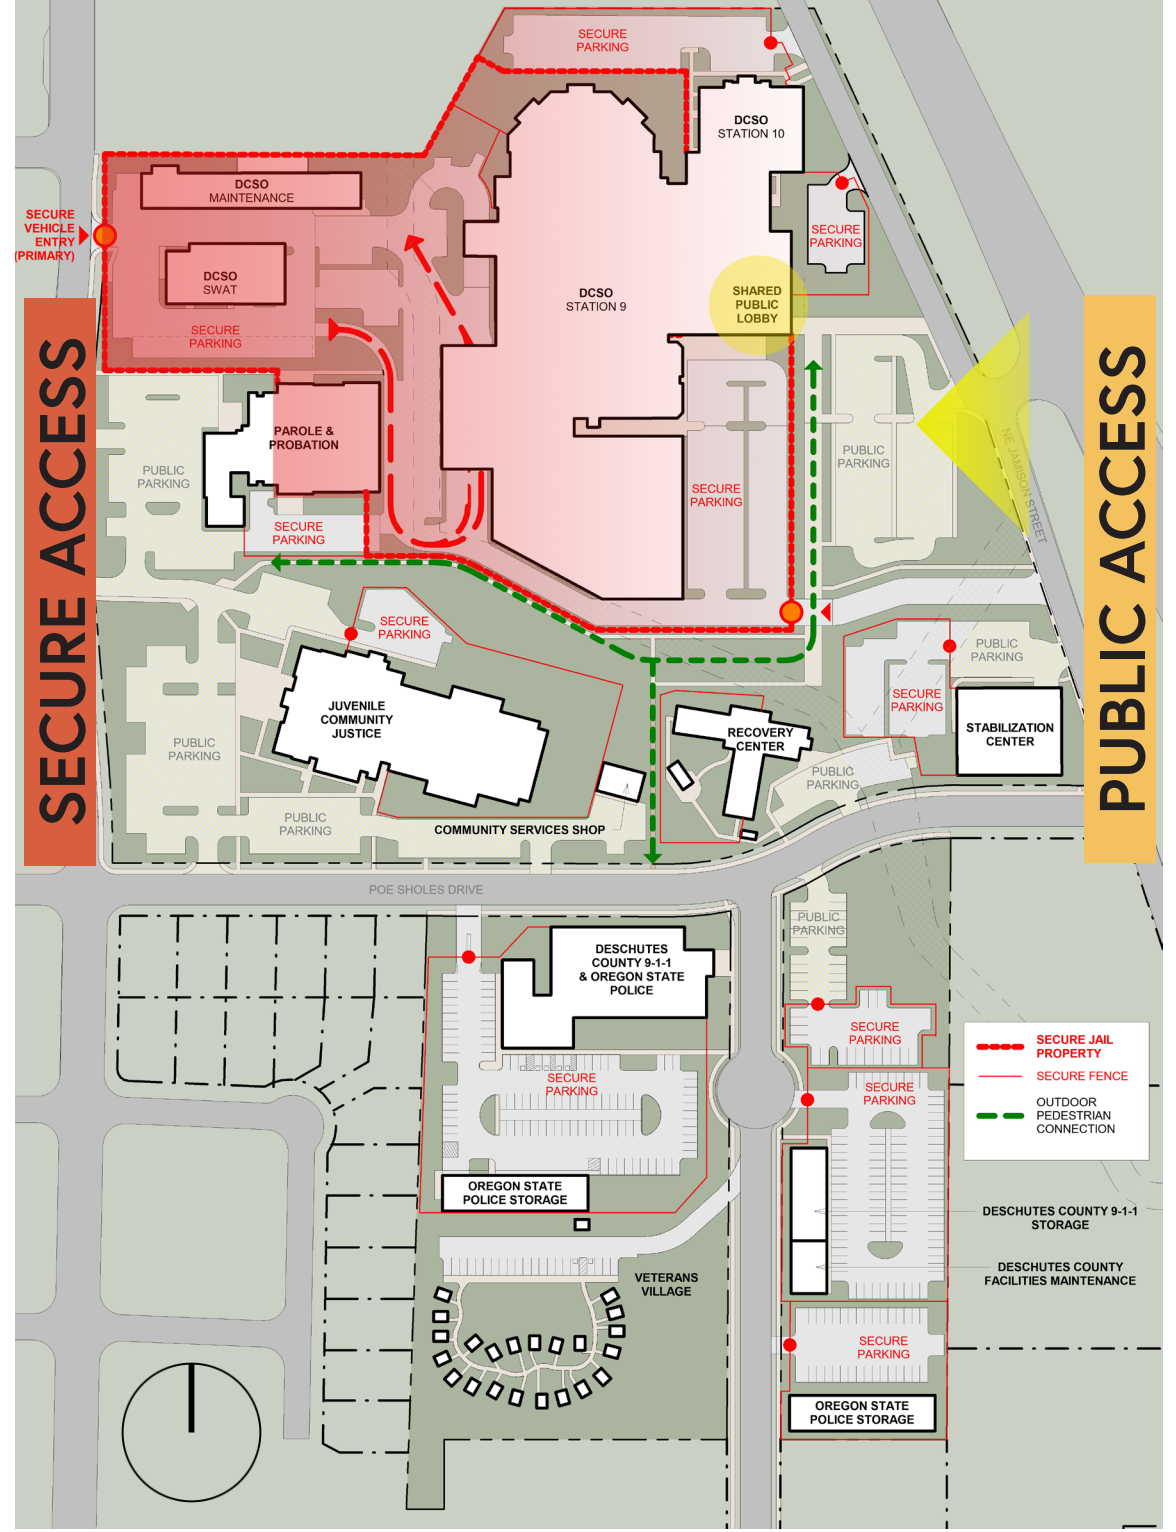 SECURE
PARKING
DCSO
STATION 10
DCSO
MAINTENANCE
SECURE
VEHICLE
ENTRY
(PRIMARY)
SECURE
PARKING
DCSO
SWAT
DCSO
STATION 9
SHARED
PUBLIC
LOBBY
SECURE
PARKING
SECURE ACCESS
PUBLIC ACCESS
PAROLE &
PROBATION
PUBLIC
PARKING
PUBLIC
PARKING
NE JAMISON STREET
SECURE
PARKING
SECURE
PARKING
SECURE
PARKING
PUBLIC
PARKING
SECURE
PARKING
JUVENILE
COMMUNITY
JUSTICE
RECOVERY
CENTER
STABILIZATION
CENTER
PUBLIC
PARKING
PUBLIC
PARKING
PUBLIC
PARKING
COMMUNITY SERVICES SHOP
POE SHOLES DRIVE
PUBLIC
PARKING
DESCHUTES
COUNTY 9-1-1
& OREGON STATE
POLICE
SECURE
PARKING
SECURE JAIL
PROPERTY
SECURE FENCE
OUTDOOR
PEDESTRIAN
CONNECTION
SECURE
PARKING
SECURE
PARKING
OREGON STATE
POLICE STORAGE
DESCHUTES COUNTY 9-1-1
STORAGE
DESCHUTES COUNTY
FACILITIES MAINTENANCE
VETERANS
VILLAGE
SECURE
PARKING
OREGON STATE
POLICE STORAGE